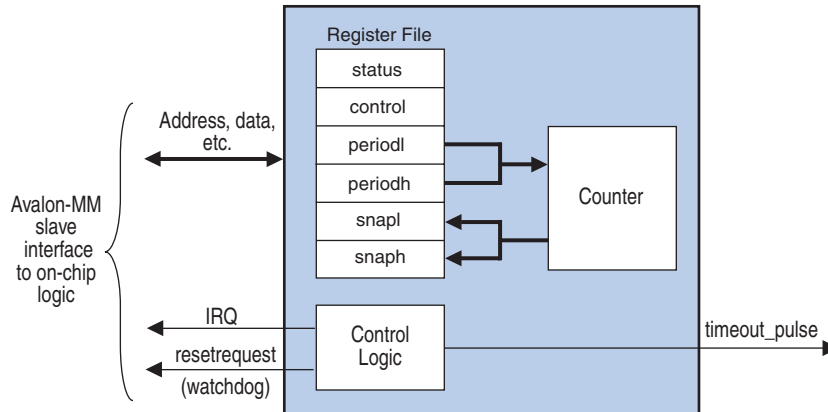 Register File
status
control
periodl
periodh
snapl
snaph
Counter
Address, data,
etc.
Avalon-MM
slave
interface
to on-chip
logic
IRQ
resetrequest
(watchdog)
Control
Logic
timeout_pulse